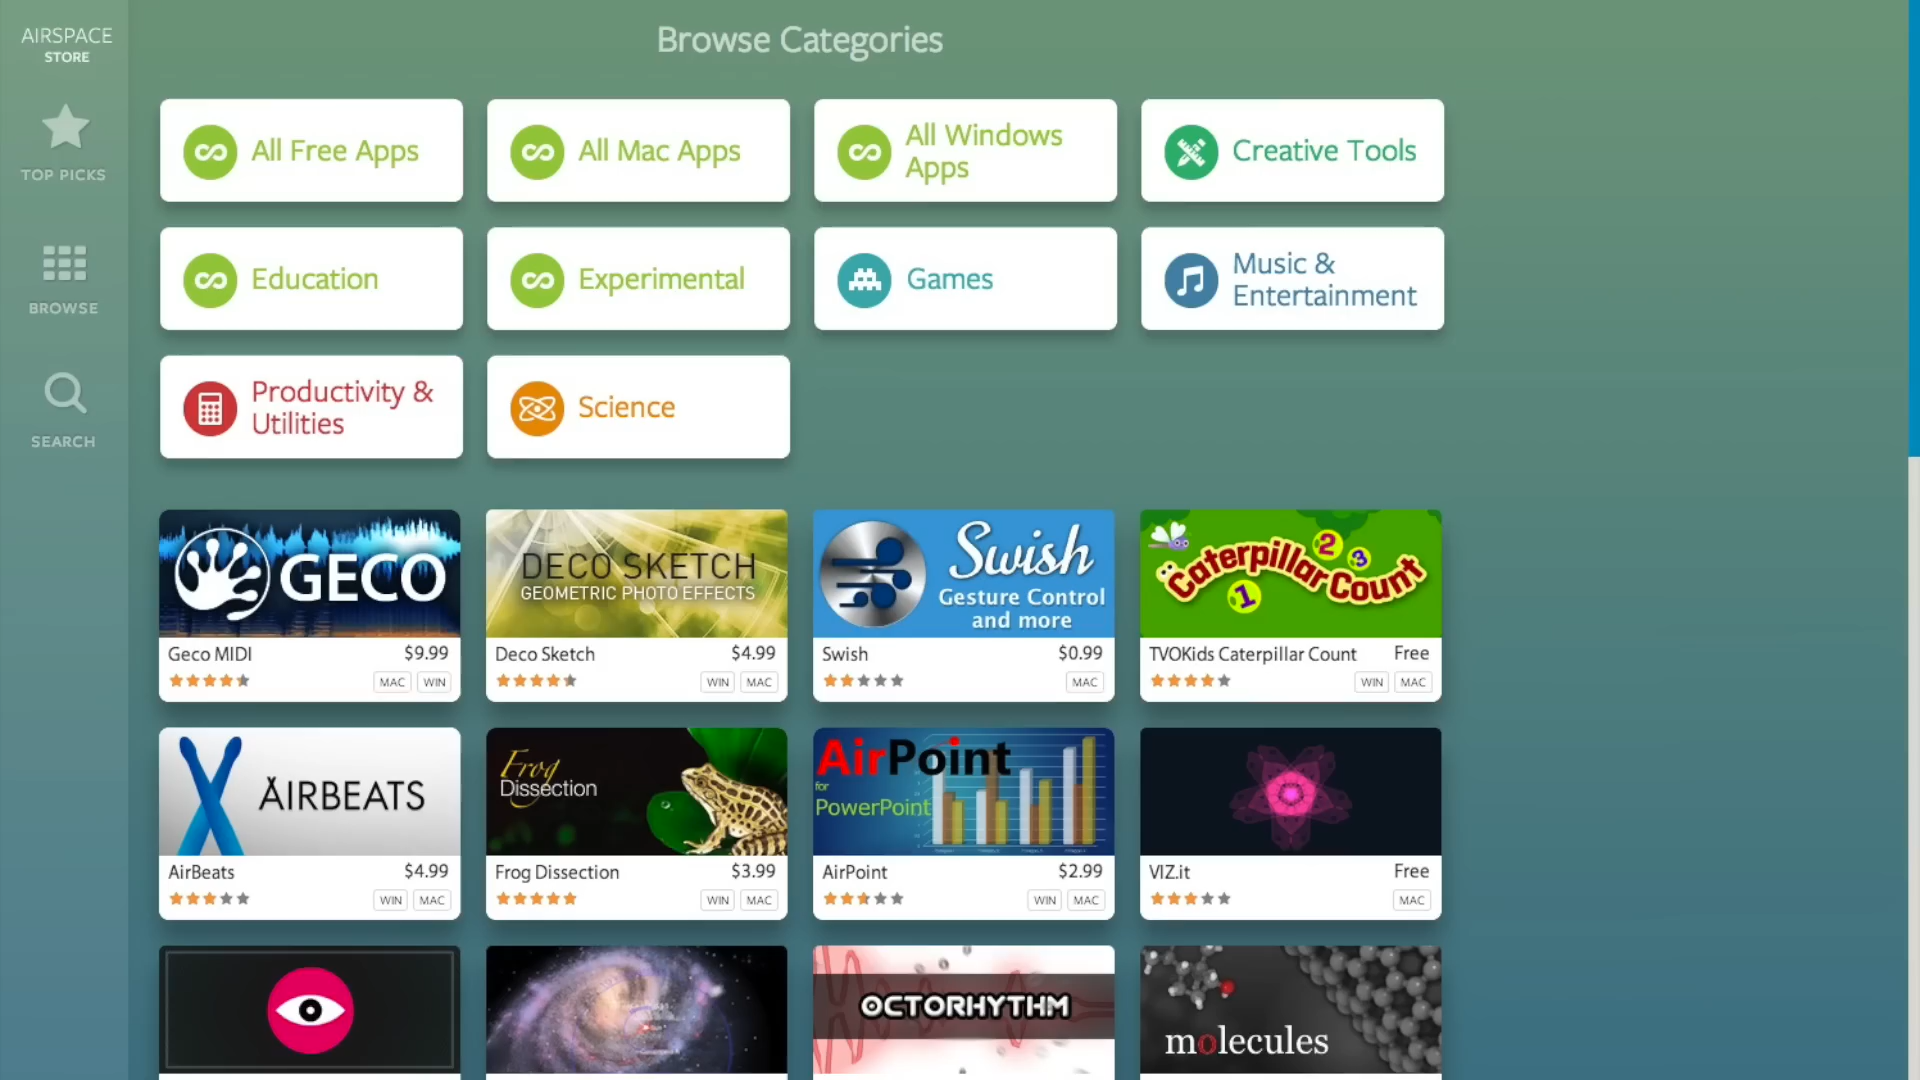 AIRSPACE
STORE
TOP PICKS
BROWSE
SEARCH
Browse Categories
All Free Apps
All Mac Apps
All Windows
Apps
Creative Tools
Education
Experimental
Games
Music &
Entertainment
Productivity &
Utilities
Science
GECO
Geco MIDI $9.99
MAC WIN
DECO SKETCH
GEOMETRIC PHOTO EFFECTS
Deco Sketch $4.99
WIN MAC
Swish
Gesture Control
and more
Swish $0.99
MAC
Caterpillar Count
1 2 3
TVOKids Caterpillar Count Free
WIN MAC
AIRBEATS
AirBeats $4.99
WIN MAC
Frog
Dissection
Frog Dissection $3.99
WIN MAC
AirPoint
for
PowerPoint
AirPoint $2.99
WIN MAC
VIZ.it Free
MAC
OCTORHYTHM
molecules